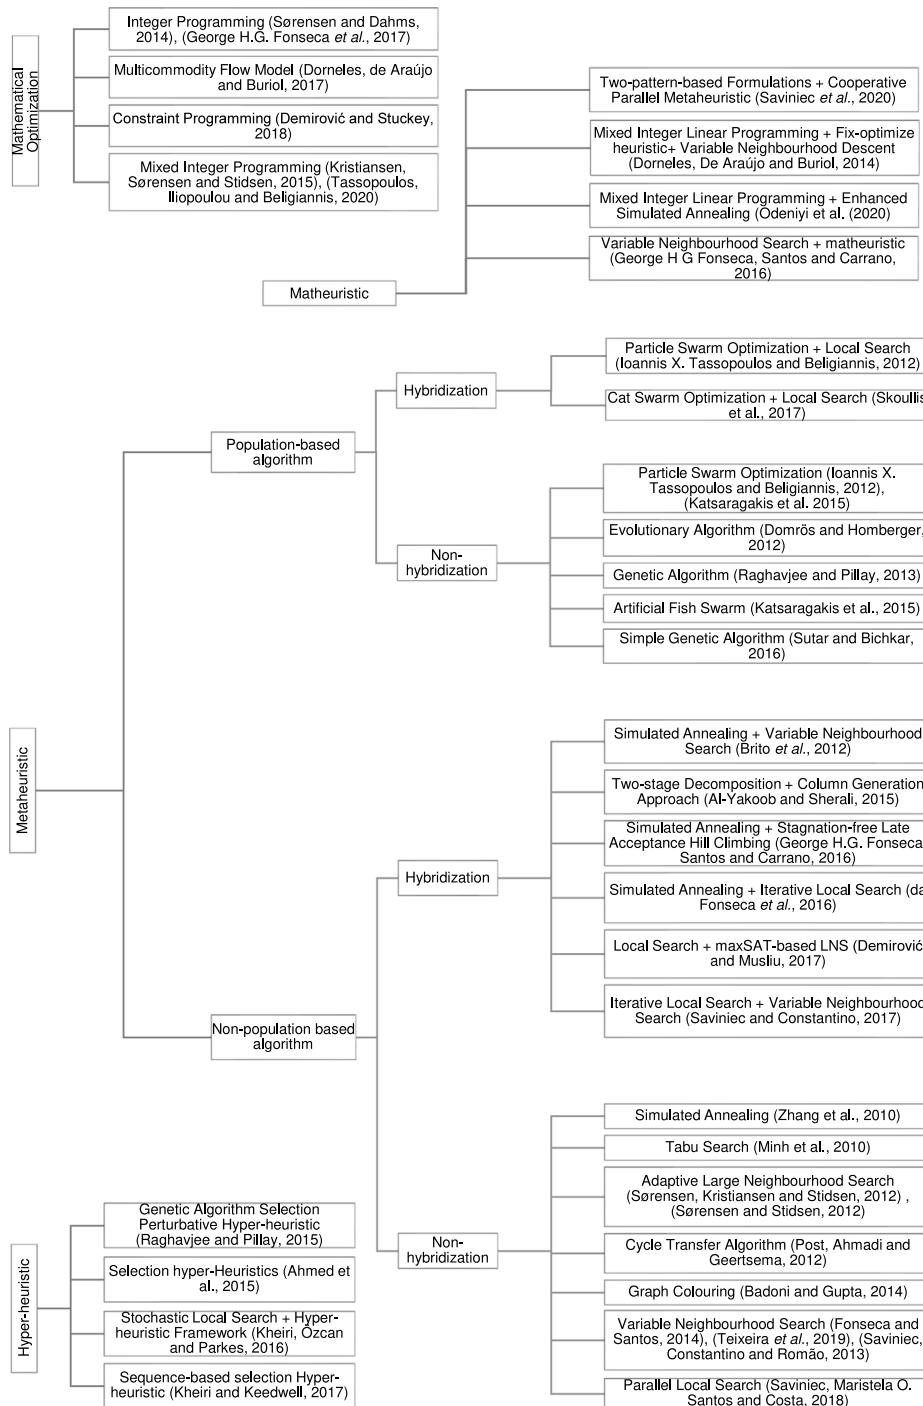 Mathematical
Optimization
Integer Programming (Sørensen and Dahms,
2014), (George H.G. Fonseca et al., 2017)
Multicommodity Flow Model (Dorneles, de Araújo
and Buriol, 2017)
Constraint Programming (Demirović and Stuckey,
2018)
Mixed Integer Programming (Kristiansen,
Sørensen and Stidsen, 2015), (Tassopoulos,
Iliopoulou and Beligiannis, 2020)
Matheuristic
Two-pattern-based Formulations + Cooperative
Parallel Metaheuristic (Saviniec et al., 2020)
Mixed Integer Linear Programming + Fix-optimize
heuristic+ Variable Neighbourhood Descent
(Dorneles, De Araújo and Buriol, 2014)
Mixed Integer Linear Programming + Enhanced
Simulated Annealing (Odeniyi et al. (2020)
Variable Neighbourhood Search + matheuristic
(George H G Fonseca, Santos and Carrano,
2016)
Metaheuristic
Population-based
algorithm
Hybridization
Particle Swarm Optimization + Local Search
(Ioannis X. Tassopoulos and Beligiannis, 2012)
Cat Swarm Optimization + Local Search (Skoullis
et al., 2017)
Non-
hybridization
Particle Swarm Optimization (Ioannis X.
Tassopoulos and Beligiannis, 2012),
(Katsaragakis et al. 2015)
Evolutionary Algorithm (Domrös and Homberger,
2012)
Genetic Algorithm (Raghavjee and Pillay, 2013)
Artificial Fish Swarm (Katsaragakis et al., 2015)
Simple Genetic Algorithm (Sutar and Bichkar,
2016)
Non-population based
algorithm
Hybridization
Simulated Annealing + Variable Neighbourhood
Search (Brito et al., 2012)
Two-stage Decomposition + Column Generation
Approach (Al-Yakoob and Sherali, 2015)
Simulated Annealing + Stagnation-free Late
Acceptance Hill Climbing (George H.G. Fonseca,
Santos and Carrano, 2016)
Simulated Annealing + Iterative Local Search (da
Fonseca et al., 2016)
Local Search + maxSAT-based LNS (Demirović
and Musliu, 2017)
Iterative Local Search + Variable Neighbourhood
Search (Saviniec and Constantino, 2017)
Non-
hybridization
Simulated Annealing (Zhang et al., 2010)
Tabu Search (Minh et al., 2010)
Adaptive Large Neighbourhood Search
(Sørensen, Kristiansen and Stidsen, 2012) ,
(Sørensen and Stidsen, 2012)
Cycle Transfer Algorithm (Post, Ahmadi and
Geertsema, 2012)
Graph Colouring (Badoni and Gupta, 2014)
Variable Neighbourhood Search (Fonseca and
Santos, 2014), (Teixeira et al., 2019), (Saviniec,
Constantino and Romão, 2013)
Parallel Local Search (Saviniec, Maristela O.
Santos and Costa, 2018)
Hyper-heuristic
Genetic Algorithm Selection
Perturbative Hyper-heuristic
(Raghavjee and Pillay, 2015)
Selection hyper-Heuristics (Ahmed et
al., 2015)
Stochastic Local Search + Hyper-
heuristic Framework (Kheiri, Özcan
and Parkes, 2016)
Sequence-based selection Hyper-
heuristic (Kheiri and Keedwell, 2017)